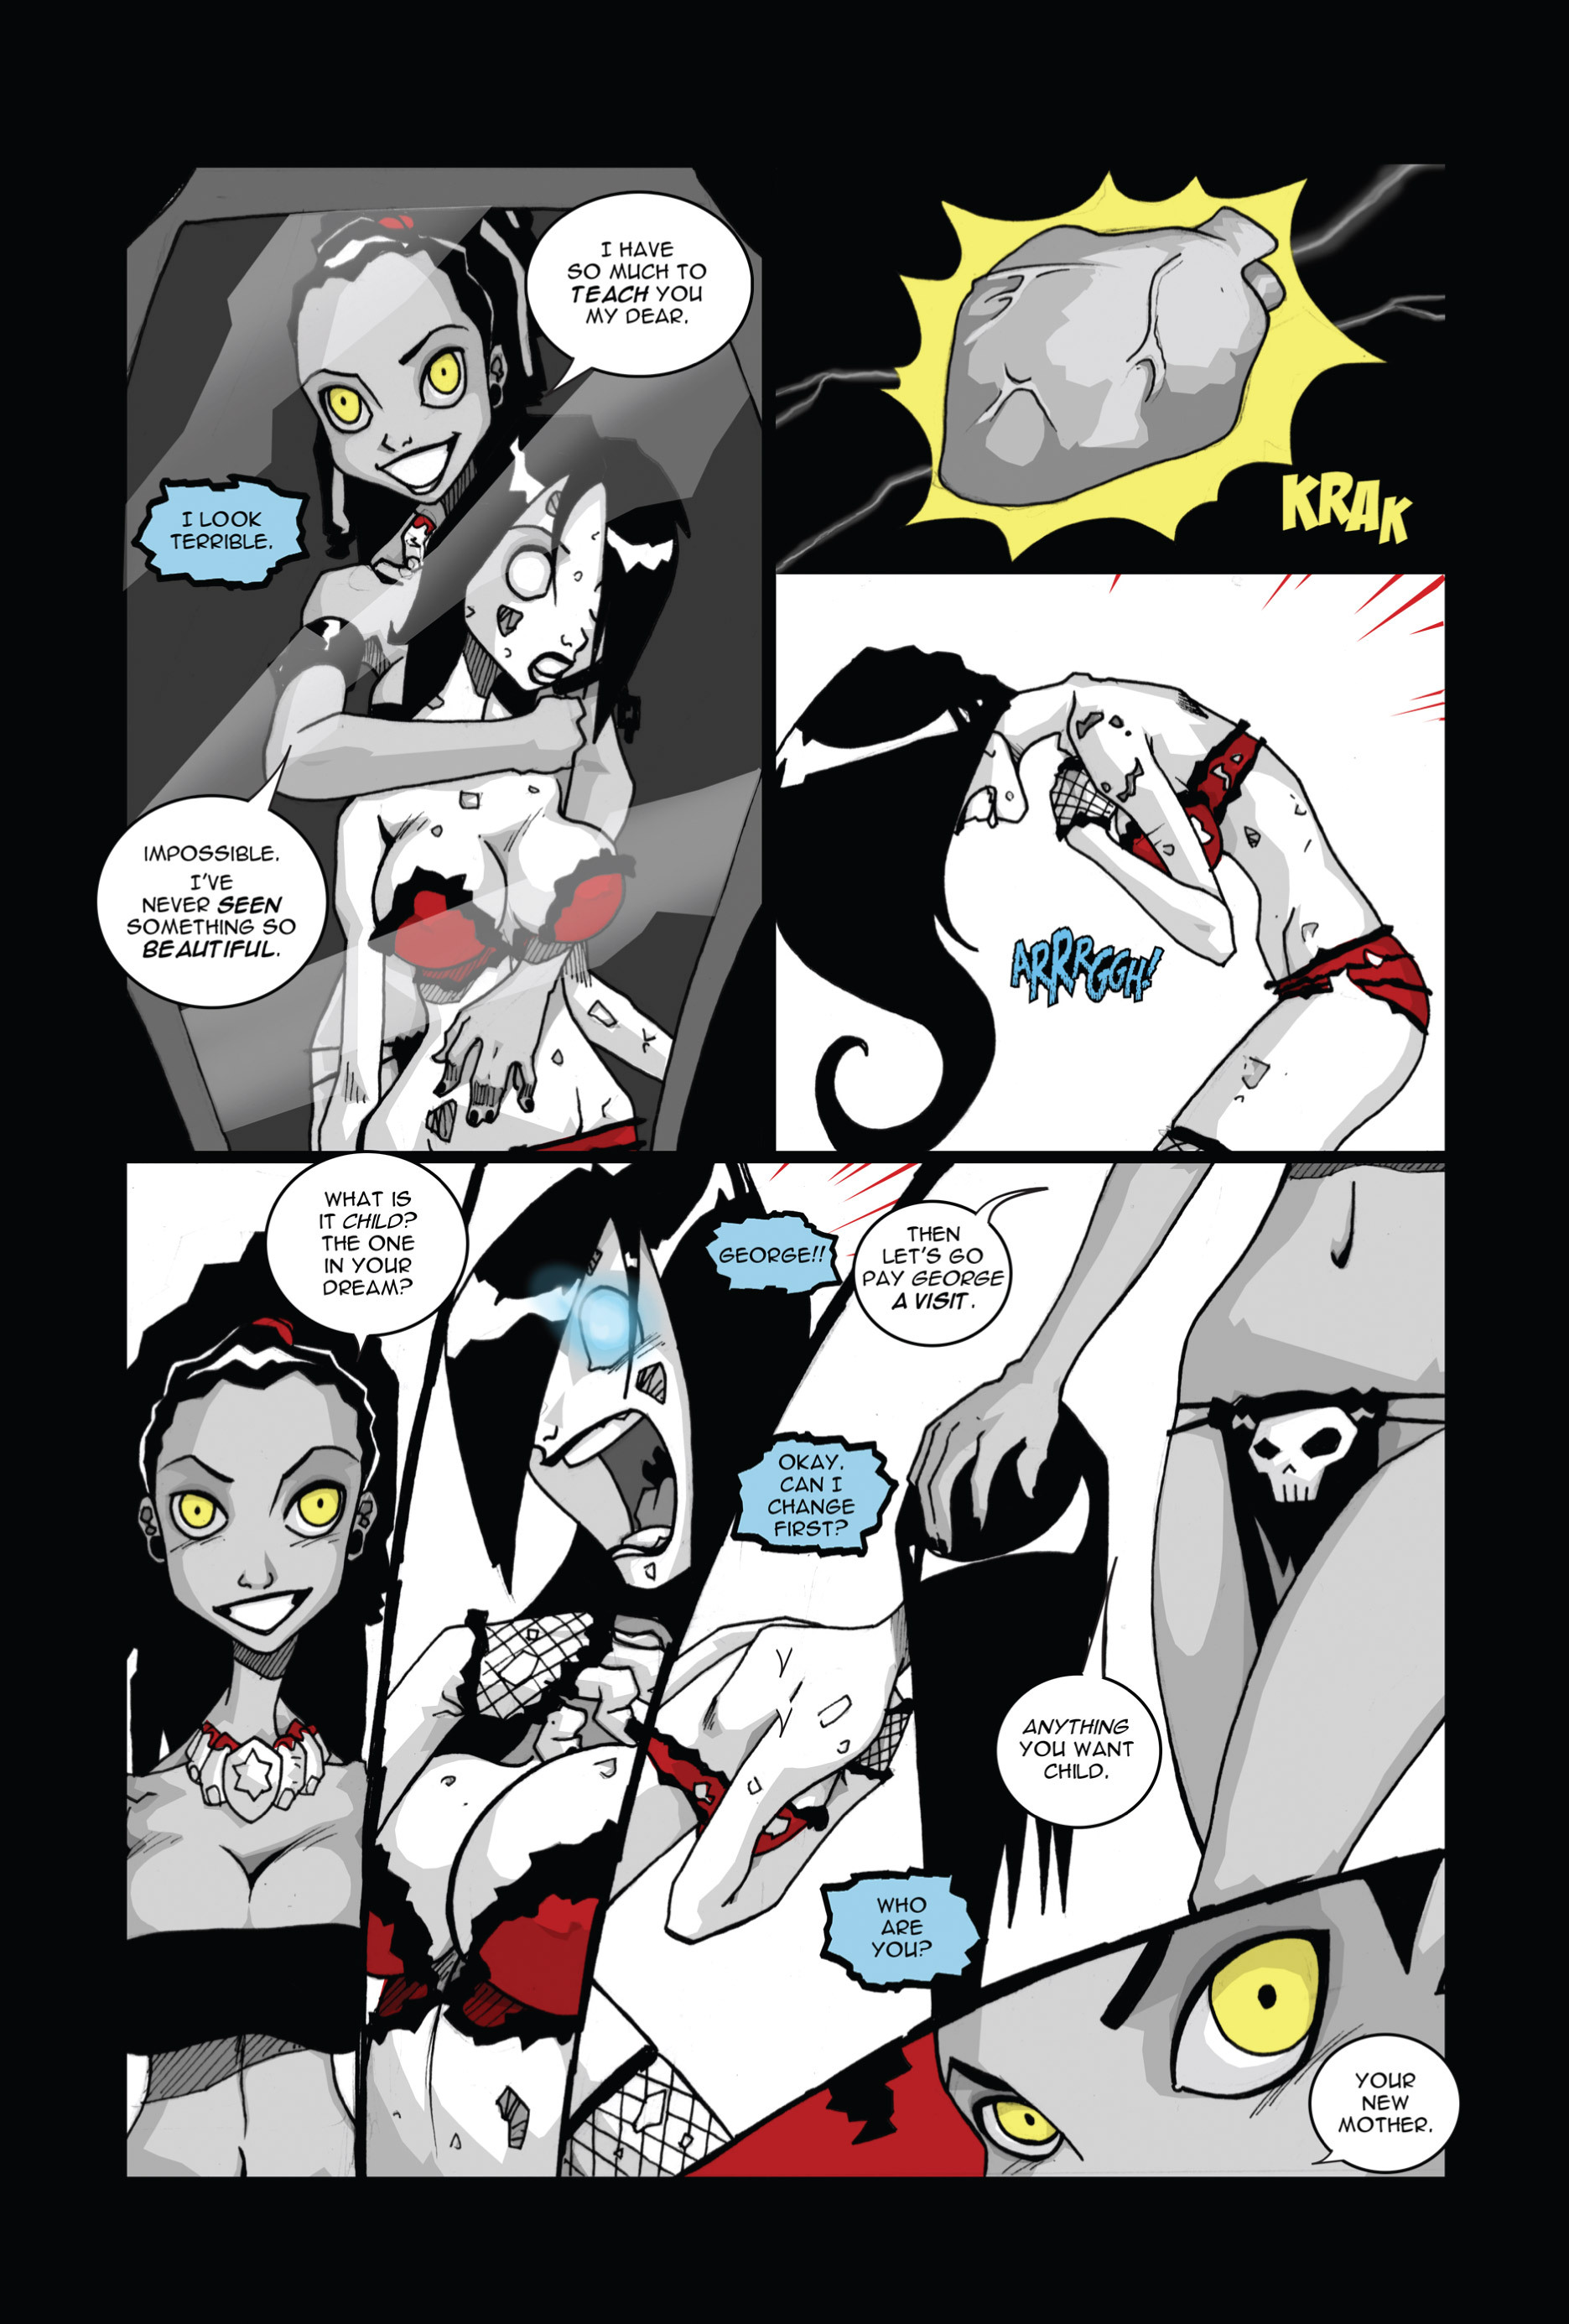 I HAVE
SO MUCH TO
TEACH YOU
MY DEAR.
I LOOK
TERRIBLE.
IMPOSSIBLE.
I'VE
NEVER SEEN
SOMETHING SO
BEAUTIFUL.
KRAK
ARRRGGH!
WHAT IS
IT CHILD?
THE ONE
IN YOUR
DREAM?
GEORGE!!
THEN
LET'S GO
PAY GEORGE
A VISIT.
OKAY.
CAN I
CHANGE
FIRST?
ANYTHING
YOU WANT
CHILD.
WHO
ARE
YOU?
YOUR
NEW
MOTHER.